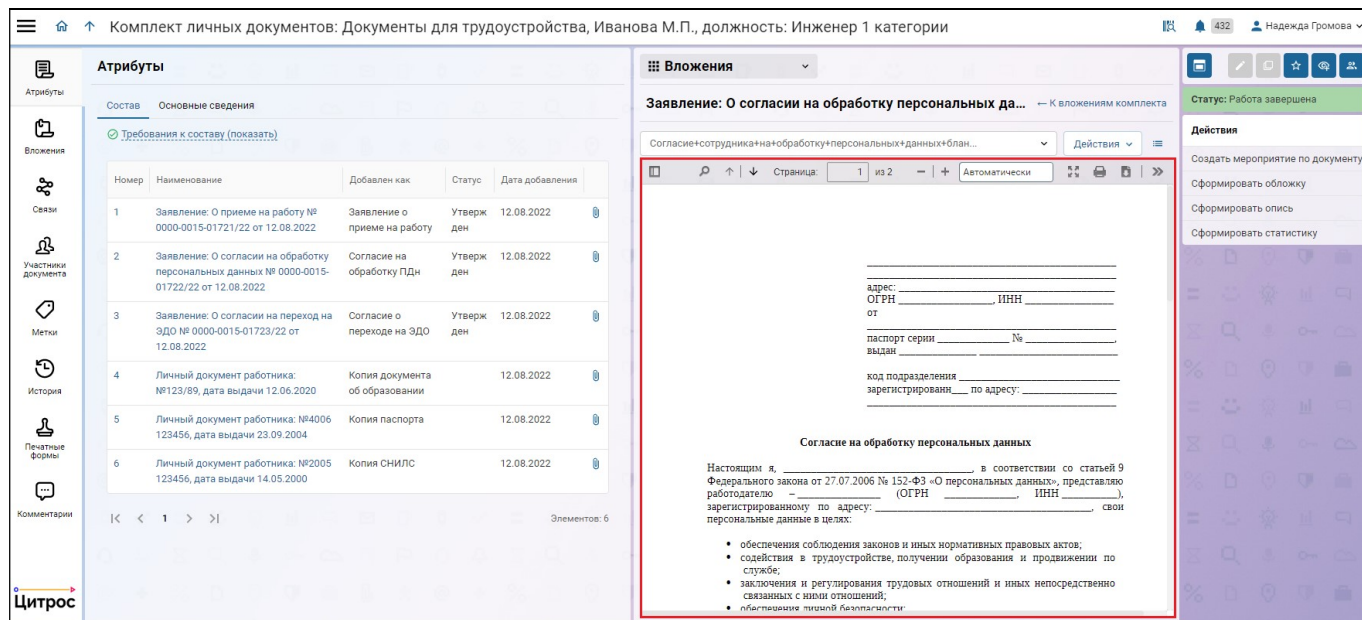 Комплект личных документов: Документы для трудоустройства, Иванова М.П., должность: Инженер 1 категории
432
Надежда Громова
Атрибуты
Вложения
Связи
Участники
документа
Метки
История
Печатные
формы
Комментарии
Цитрос
Атрибуты
Состав Основные сведения
Требования к составу (показать)
Номер Наименование Добавлен как Статус Дата добавления
1 Заявление: О приеме на работу № Заявление о Утверж 12.08.2022
0000-0015-01721/22 от 12.08.2022 приеме на работу ден
2 Заявление: О согласии на обработку Согласие на Утверж 12.08.2022
персональных данных № 0000-0015- обработку ПДн ден
01722/22 от 12.08.2022
3 Заявление: О согласии на переход на Согласие о Утверж 12.08.2022
ЭДО № 0000-0015-01723/22 от переходе на ЭДО ден
12.08.2022
4 Личный документ работника: Копия документа 12.08.2022
№123/89, дата выдачи 12.06.2020 об образовании
5 Личный документ работника: №4006 Копия паспорта 12.08.2022
123456, дата выдачи 23.09.2004
6 Личный документ работника: №2005 Копия СНИЛС 12.08.2022
123456, дата выдачи 14.05.2000
1
Элементов: 6
Вложения
Заявление: О согласии на обработку персональных да... ← К вложениям комплекта
Согласие+сотрудника+на+обработку+персональных+данных+блан... Действия
Страница: 1 из 2 Автоматически
адрес:
ОГРН , ИНН
от
паспорт серии № ,
выдан
код подразделения
зарегистрированн___ по адресу:
Согласие на обработку персональных данных
Настоящим я, , в соответствии со статьей 9
Федерального закона от 27.07.2006 № 152-ФЗ «О персональных данных», представляю
работодателю – (ОГРН , ИНН ),
зарегистрированному по адресу: , свои
персональные данные в целях:
• обеспечения соблюдения законов и иных нормативных правовых актов;
• содействия в трудоустройстве, получении образования и продвижении по
службе;
• заключения и регулирования трудовых отношений и иных непосредственно
связанных с ними отношений;
• обеспечения личной безопасности;
Статус: Работа завершена
Действия
Создать мероприятие по документу
Сформировать обложку
Сформировать опись
Сформировать статистику